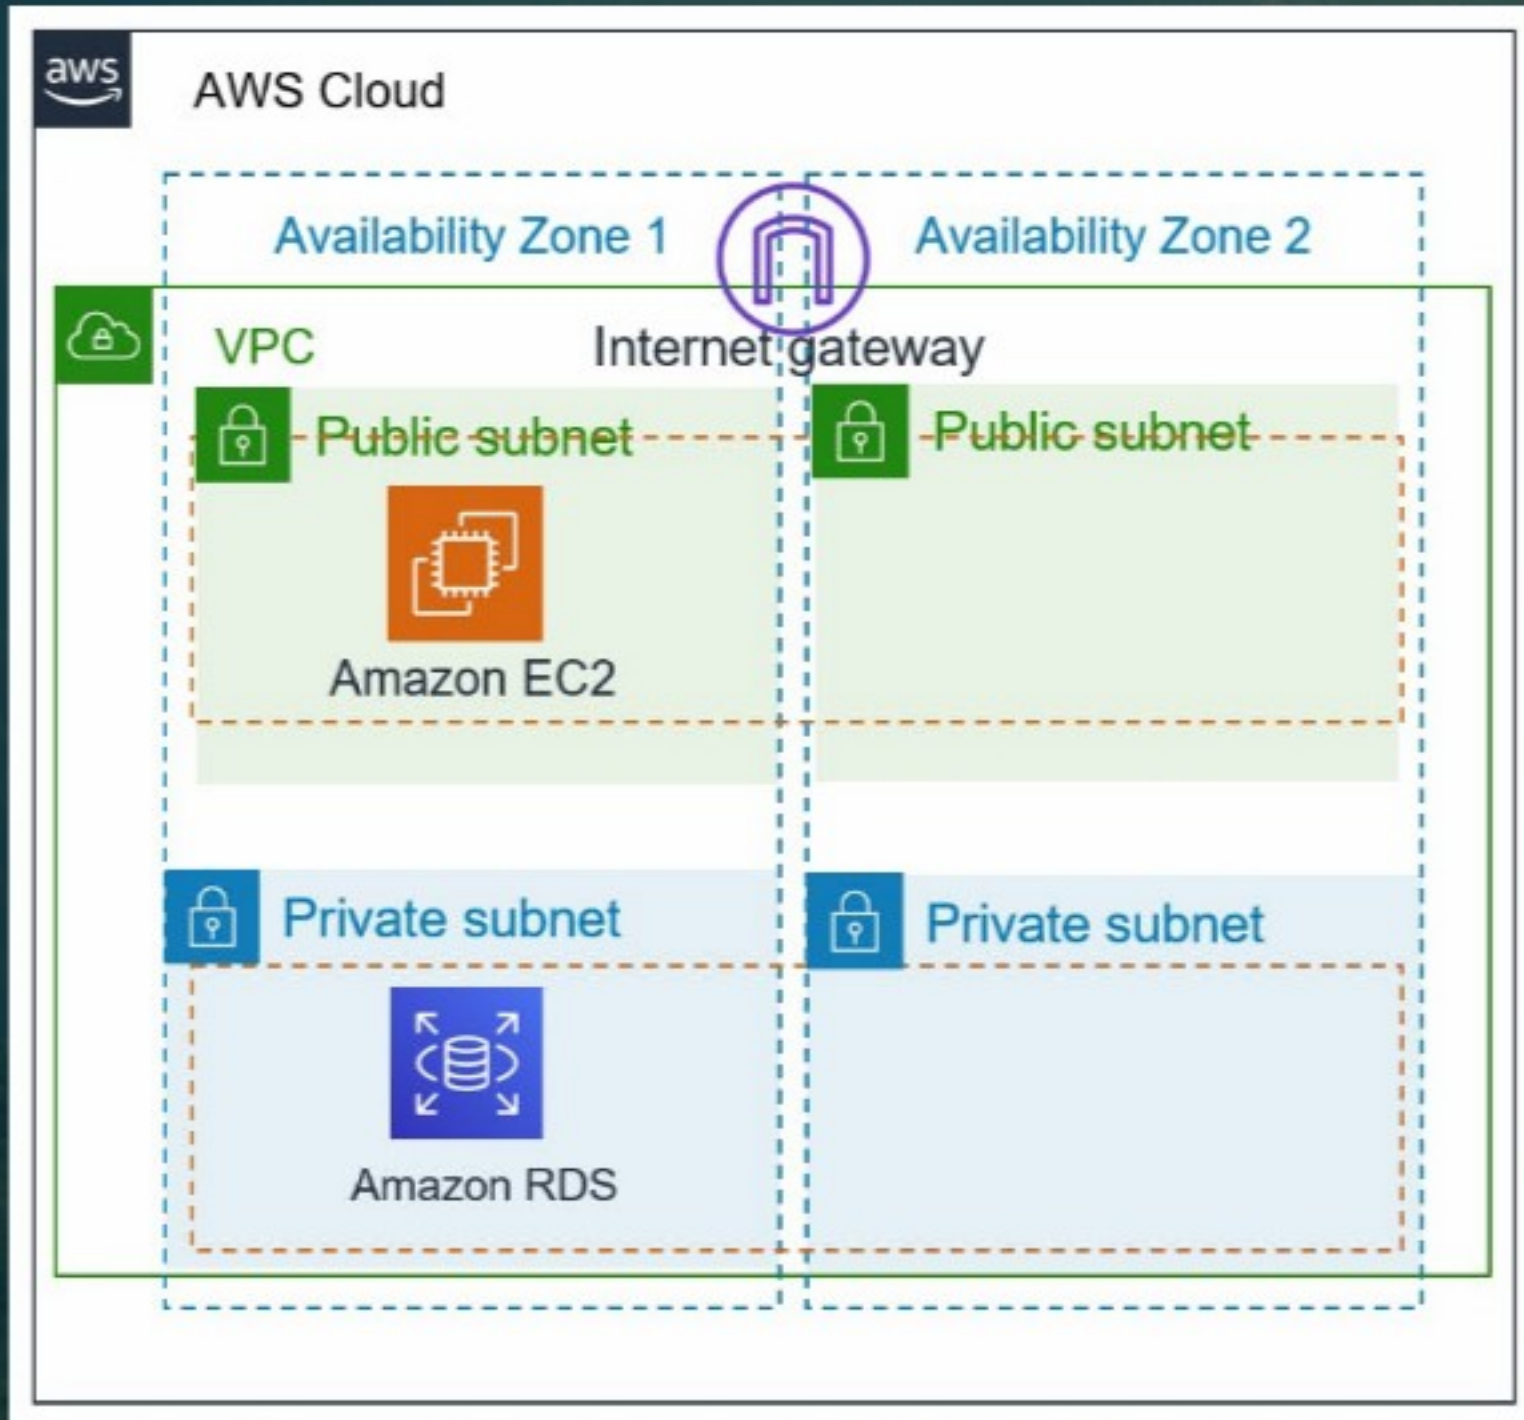 aws
AWS Cloud
Availability Zone 1
Availability Zone 2
VPC
Internet gateway
Public subnet
Public subnet
Amazon EC2
Private subnet
Private subnet
Amazon RDS